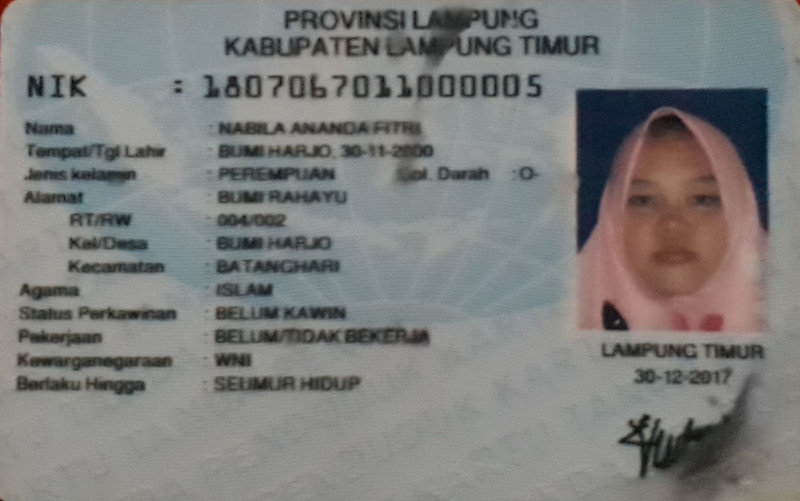 PROVINSI LAMPUNG
KABUPATEN LAMPUNG TIMUR
NIK : 1807067011000005
Nama : NABILA ANANDA FITRI
Tempat/Tgl Lahir : BUMI HARJO, 30-11-2000
Jenis kelamin : PEREMPUAN Gol. Darah : O-
Alamat : BUMI RAHAYU
RT/RW : 004/002
Kel/Desa : BUMI HARJO
Kecamatan : BATANGHARI
Agama : ISLAM
Status Perkawinan : BELUM KAWIN
Pekerjaan : BELUM/TIDAK BEKERJA
Kewarganegaraan : WNI
Berlaku Hingga : SEUMUR HIDUP
LAMPUNG TIMUR
30-12-2017